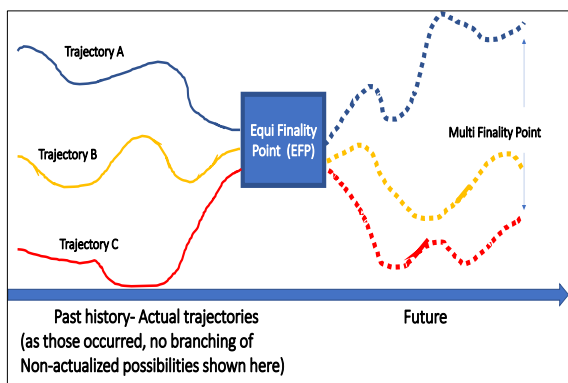 Trajectory A
Equi Finality
Point (EFP)
Multi Finality Point
Trajectory B
Trajectory C
Past history- Actual trajectories
(as those occurred, no branching of
Non-actualized possibilities shown here)
Future